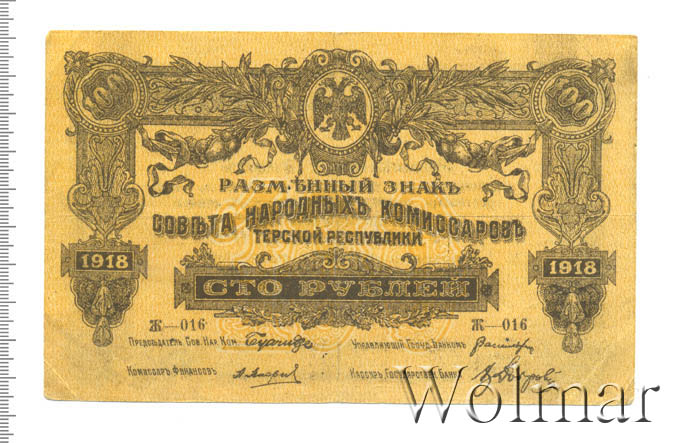 100 100
РАЗМѢННЫЙ ЗНАКЪ
СОВѢТА НАРОДНЫХЪ КОМИССАРОВЪ
ТЕРСКОЙ РЕСПУБЛИКИ
1918 1918
СТО РУБЛЕЙ
Ж—016 Ж—016
ПРЕДСѢДАТЕЛЬ СОВ. НАР. КОМ. УПРАВЛЯЮЩІЙ ГОСУД. БАНКОМЪ
КОМИССАРЪ ФИНАНСОВЪ КАССИРЪ ГОСУДАРСТВЕН. БАНКА
Wolmar